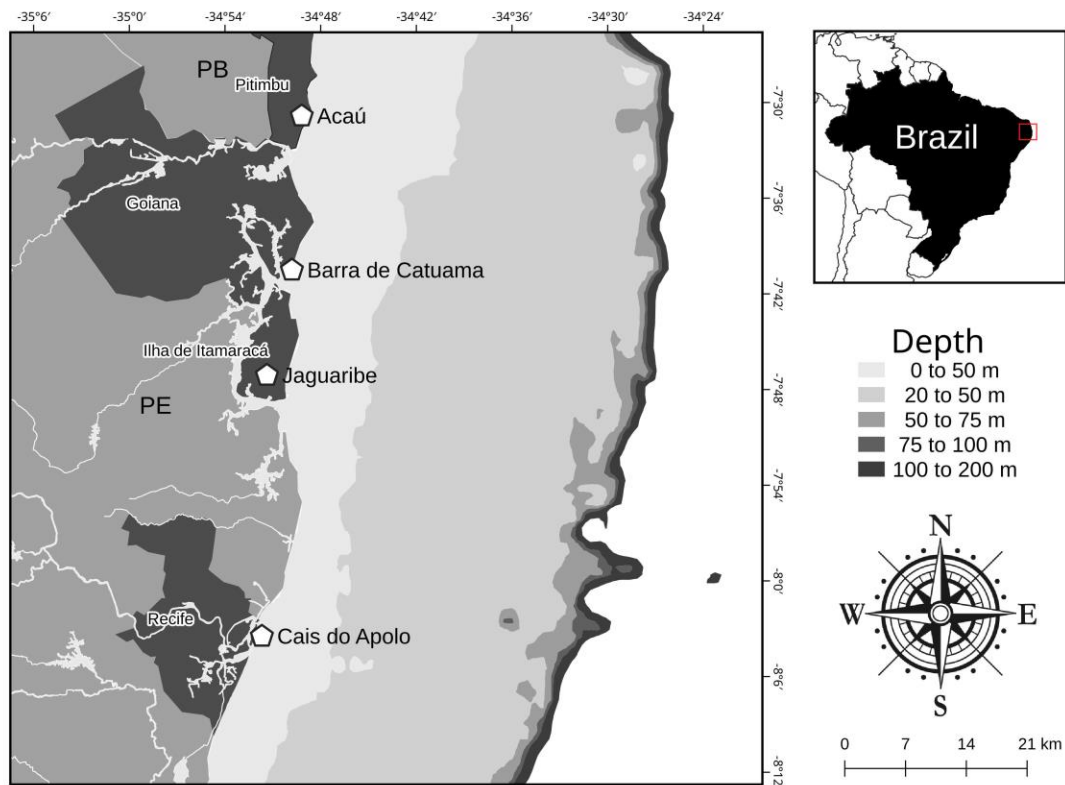 -35°6′ -35°0′ -34°54′ -34°48′ -34°42′ -34°36′ -34°30′ -34°24′
PB
Pitimbu
Acaú
Goiana
Barra de Catuama
Ilha de Itamaracá
Jaguaribe
PE
Recife
Cais do Apolo
-7°30′
-7°36′
-7°42′
-7°48′
-7°54′
-8°0′
-8°6′
-8°12′
Brazil
Depth
0 to 50 m
20 to 50 m
50 to 75 m
75 to 100 m
100 to 200 m
N
W E
S
0 7 14 21 km